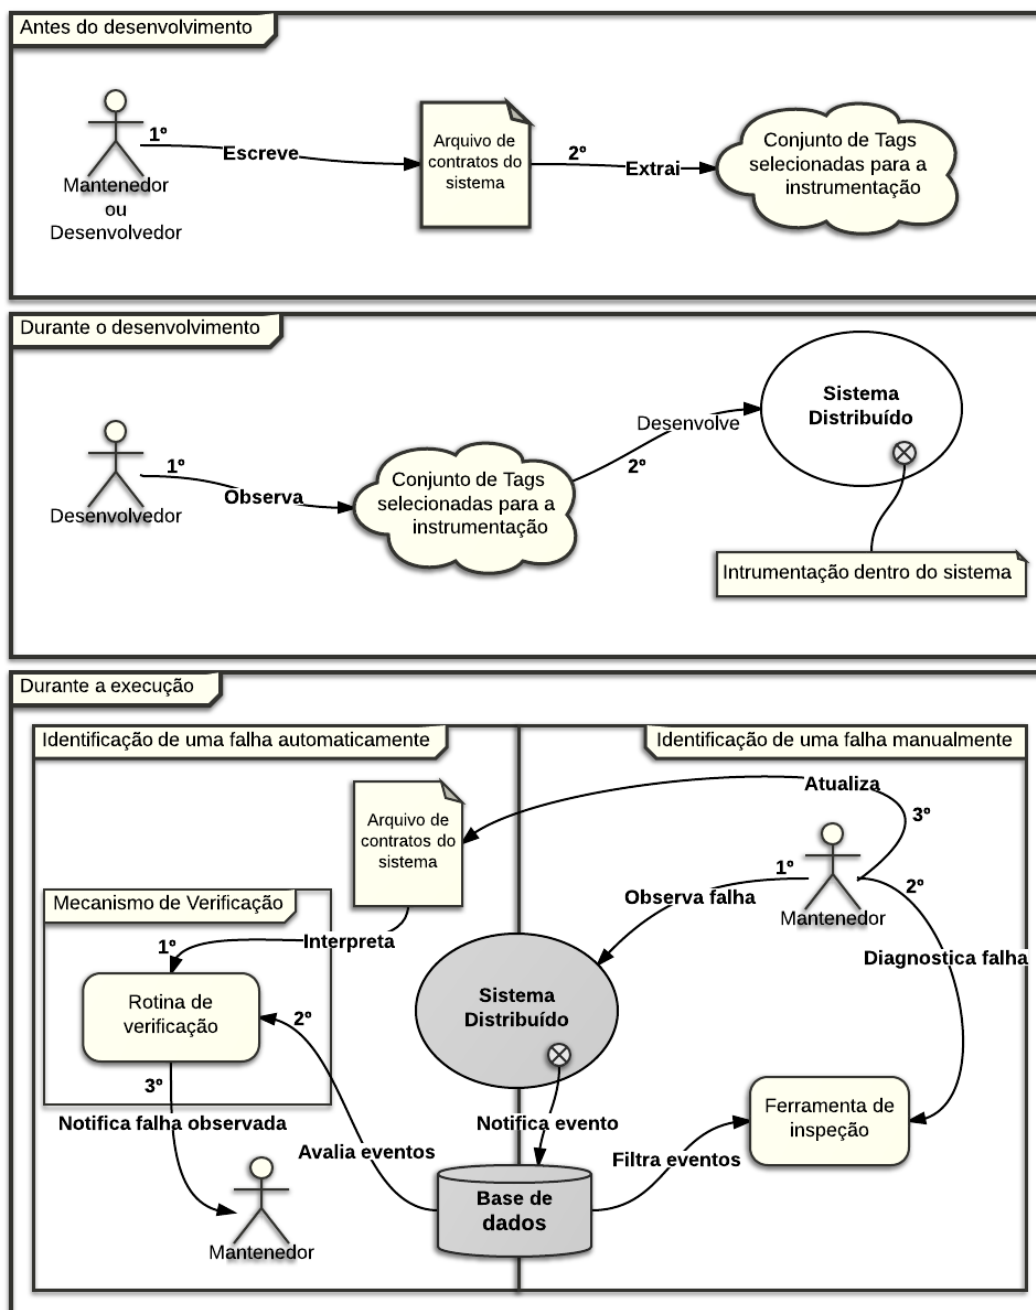 Antes do desenvolvimento
1º
Escreve
Mantenedor
ou
Desenvolvedor
Arquivo de
contratos do
sistema
2º
Extrai
Conjunto de Tags
selecionadas para a
instrumentação
Durante o desenvolvimento
Desenvolvedor
1º
Observa
Conjunto de Tags
selecionadas para a
instrumentação
Desenvolve
2º
Sistema
Distribuído
Intrumentação dentro do sistema
Durante a execução
Identificação de uma falha automaticamente
Identificação de uma falha manualmente
Arquivo de
contratos do
sistema
Atualiza
3º
1º
2º
Observa falha
Mantenedor
Diagnostica falha
Mecanismo de Verificação
1º
Interpreta
Rotina de
verificação
2º
Sistema
Distribuído
3º
Notifica falha observada
Avalia eventos
Notifica evento
Filtra eventos
Ferramenta de
inspeção
Base de
dados
Mantenedor